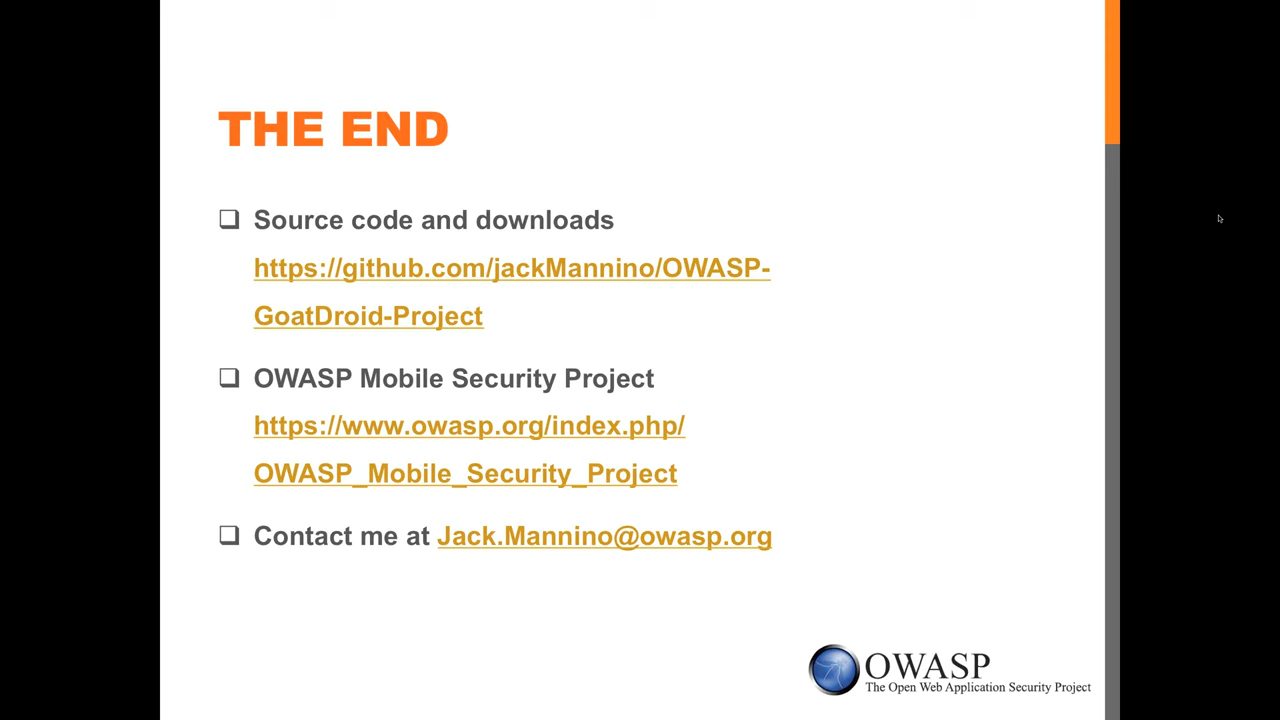 THE END
Source code and downloads
https://github.com/jackMannino/OWASP-
GoatDroid-Project
OWASP Mobile Security Project
https://www.owasp.org/index.php/
OWASP_Mobile_Security_Project
Contact me at Jack.Mannino@owasp.org
OWASP
The Open Web Application Security Project